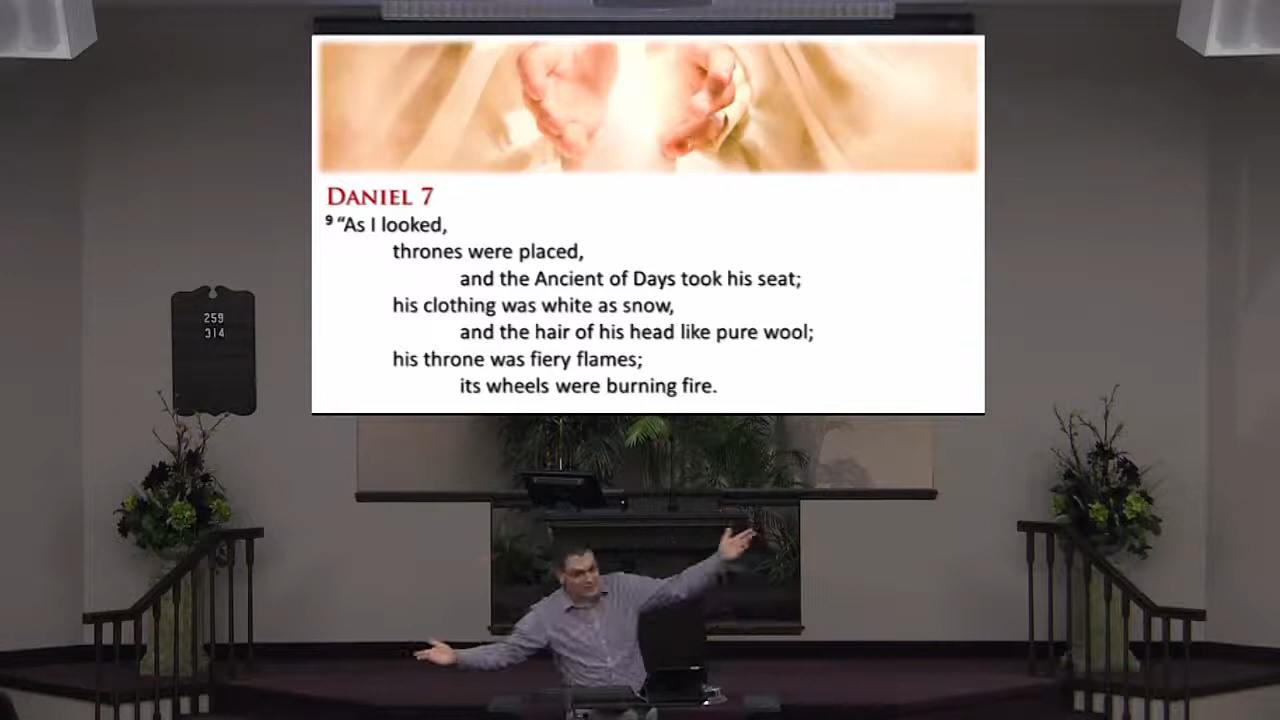 DANIEL 7
9 “As I looked,
thrones were placed,
and the Ancient of Days took his seat;
his clothing was white as snow,
and the hair of his head like pure wool;
his throne was fiery flames;
its wheels were burning fire.
259
314